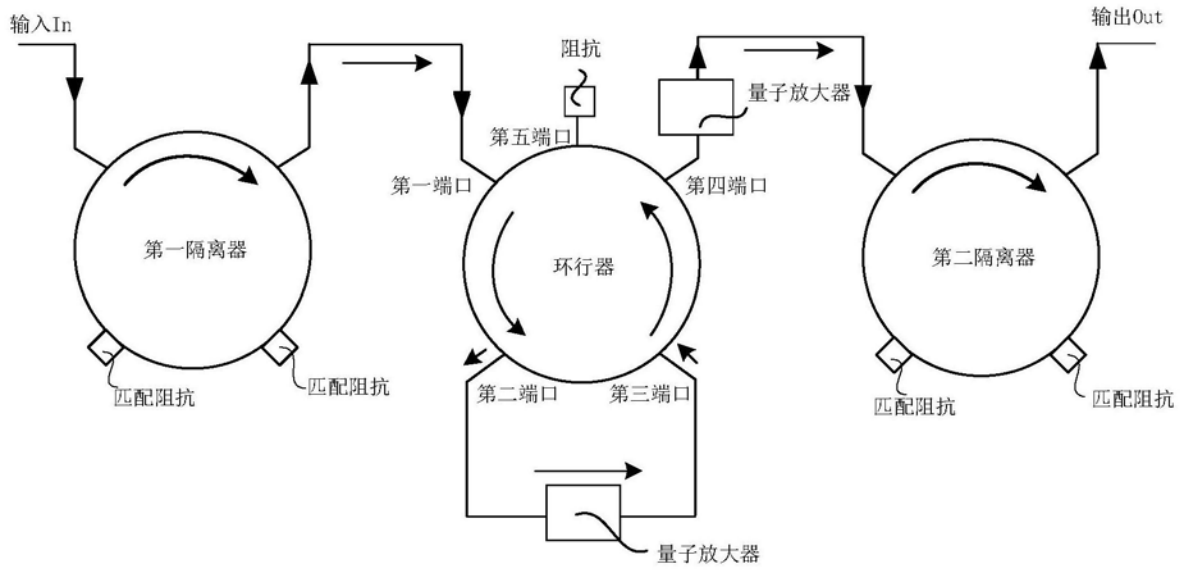 输入In
输出Out
阻抗
量子放大器
第五端口
第一端口
第四端口
第一隔离器
环行器
第二隔离器
第二端口
第三端口
匹配阻抗
匹配阻抗
匹配阻抗
匹配阻抗
量子放大器